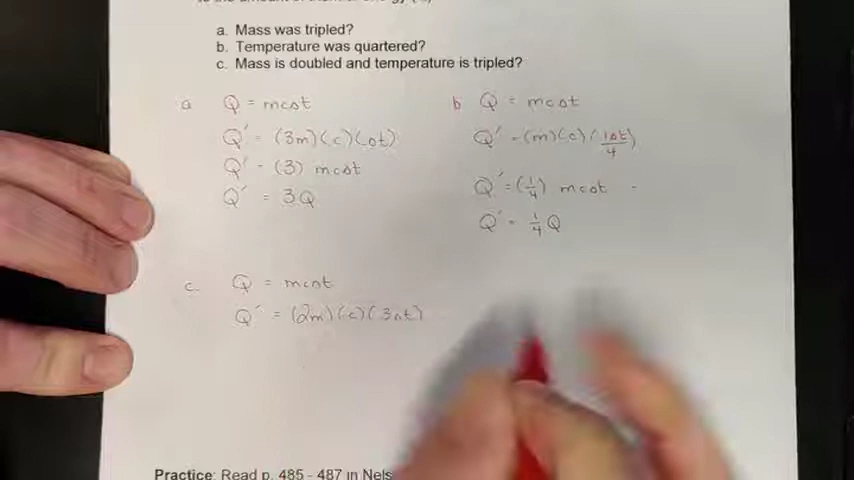 a. Mass was tripled?
b. Temperature was quartered?
c. Mass is doubled and temperature is tripled?
a Q = mcΔt
Q' = (3m)(c)(Δt)
Q' = (3) mcΔt
Q' = 3Q
b Q = mcΔt
Q' = (m)(c)(1Δt/4)
Q' = (1/4) mcΔt =
Q' = 1/4 Q
c. Q = mcΔt
Q' = (2m)(c)(3Δt)
Practice: Read p. 485 - 487 in Nels